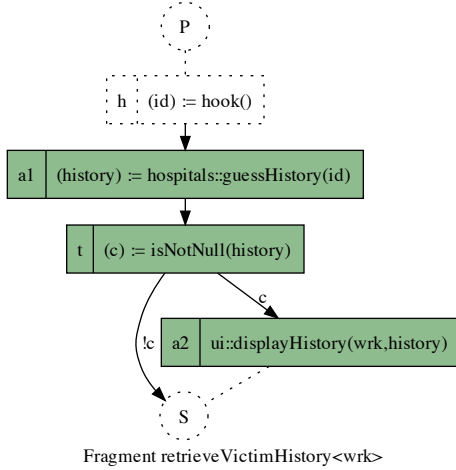 P
h (id) := hook()
a1 (history) := hospitals::guessHistory(id)
t (c) := isNotNull(history)
c
!c
a2 ui::displayHistory(wrk,history)
S
Fragment retrieveVictimHistory<wrk>